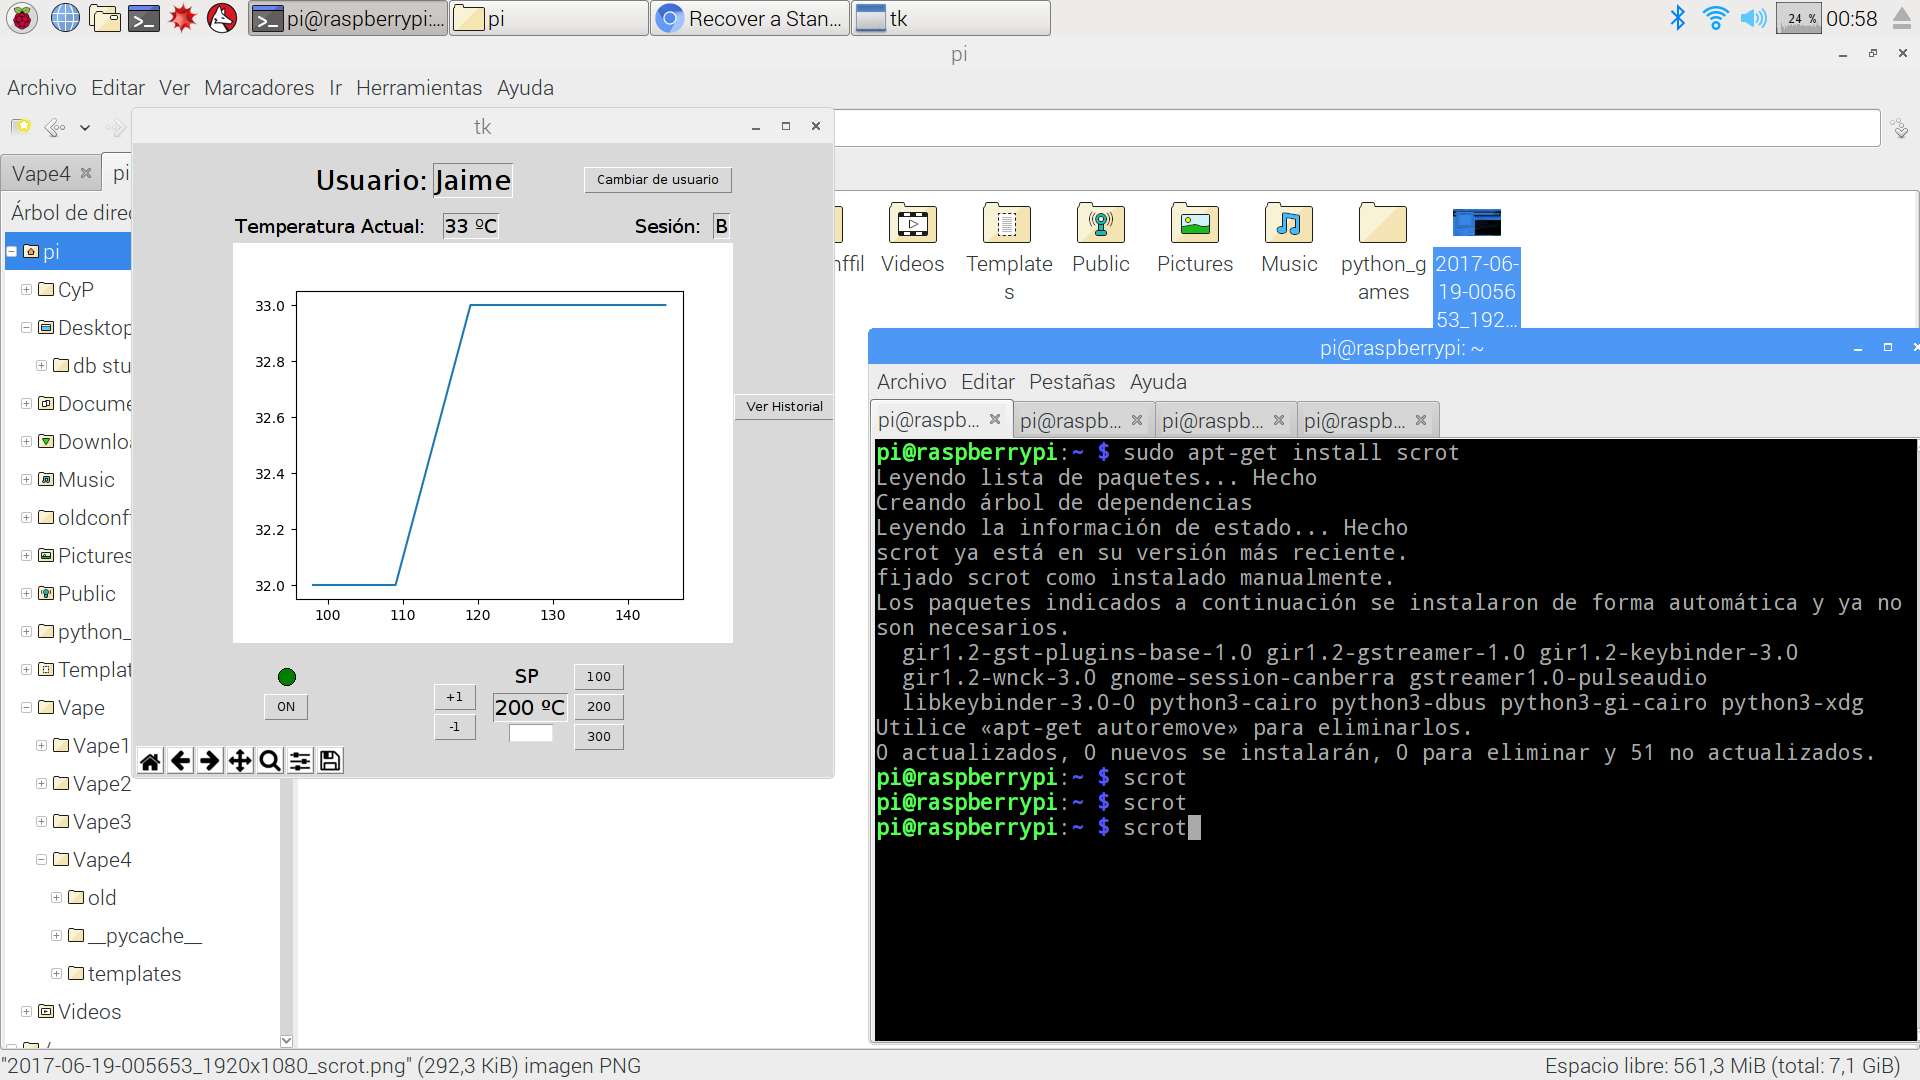 pi@raspberrypi:...
pi
Recover a Stan...
tk
24 %
00:58
pi
Archivo Editar Ver Marcadores Ir Herramientas Ayuda
Vape4
pi
Árbol de direc
pi
CyP
Desktop
db stu
Docume
Downlo
Music
oldconf
Pictures
Public
python_
Templat
Vape
Vape1
Vape2
Vape3
Vape4
old
__pycache__
templates
Videos
/
tk
Usuario: Jaime
Cambiar de usuario
Temperatura Actual: 33 ºC
Sesión: B
33.0
32.8
32.6
32.4
32.2
32.0
100 110 120 130 140
Ver Historial
ON
+1
-1
SP
200 ºC
100
200
300
nffil
Videos
Template
s
Public
Pictures
Music
python_g
ames
2017-06-
19-0056
53_192...
pi@raspberrypi: ~
Archivo Editar Pestañas Ayuda
pi@raspb... pi@raspb... pi@raspb... pi@raspb...
pi@raspberrypi:~ $ sudo apt-get install scrot
Leyendo lista de paquetes... Hecho
Creando árbol de dependencias
Leyendo la información de estado... Hecho
scrot ya está en su versión más reciente.
fijado scrot como instalado manualmente.
Los paquetes indicados a continuación se instalaron de forma automática y ya no
son necesarios.
gir1.2-gst-plugins-base-1.0 gir1.2-gstreamer-1.0 gir1.2-keybinder-3.0
gir1.2-wnck-3.0 gnome-session-canberra gstreamer1.0-pulseaudio
libkeybinder-3.0-0 python3-cairo python3-dbus python3-gi-cairo python3-xdg
Utilice «apt-get autoremove» para eliminarlos.
0 actualizados, 0 nuevos se instalarán, 0 para eliminar y 51 no actualizados.
pi@raspberrypi:~ $ scrot
pi@raspberrypi:~ $ scrot
pi@raspberrypi:~ $ scrot
"2017-06-19-005653_1920x1080_scrot.png" (292,3 KiB) imagen PNG
Espacio libre: 561,3 MiB (total: 7,1 GiB)